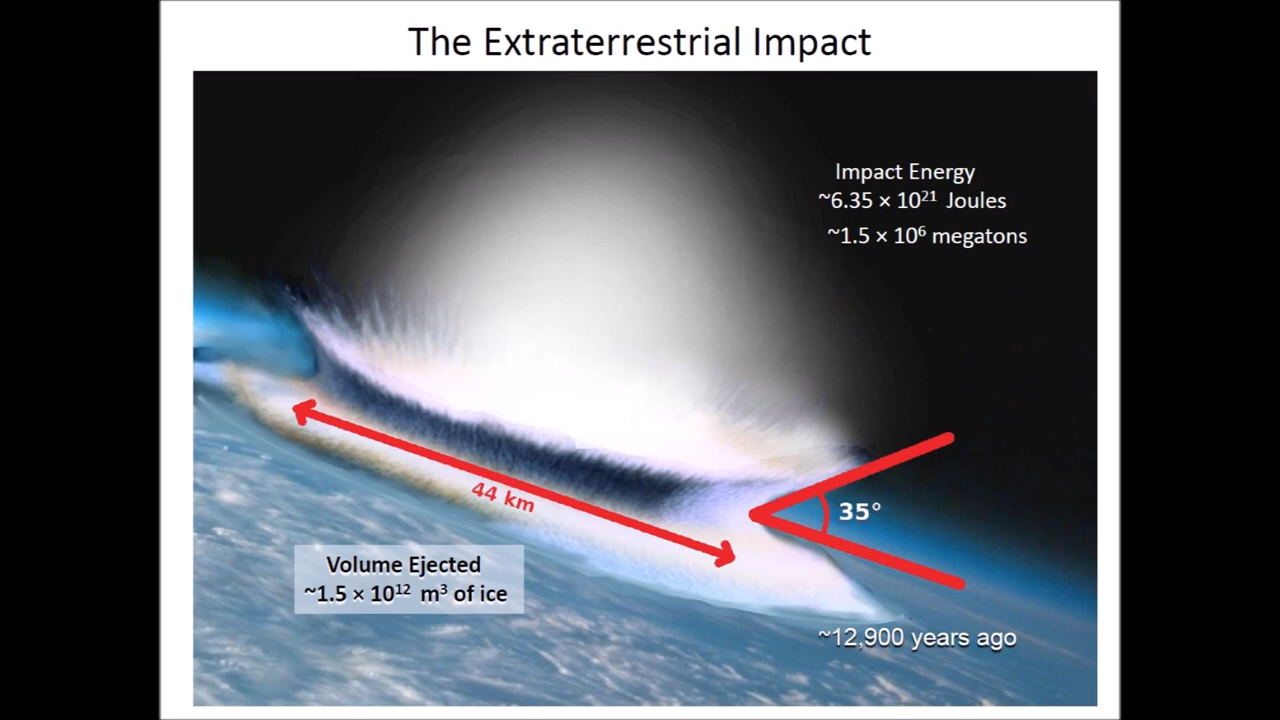 The Extraterrestrial Impact
Impact Energy
~6.35 × 10²¹ Joules
~1.5 × 10⁶ megatons
44 km
35°
Volume Ejected
~1.5 × 10¹² m³ of ice
~12,900 years ago